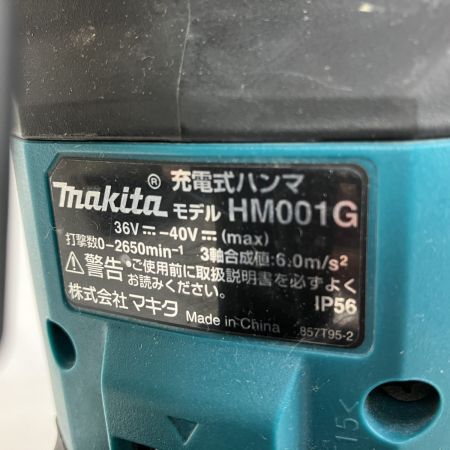 充電式ハンマ
®
makita モデル HM001G
36V⎓-40V⎓(max)
打撃数0-2650min⁻¹ 3軸合成値:6.0m/s²
⚠警告・ご使用前に取扱説明書を必ずよく
お読みください。
IP56
株式会社マキタ Made in China 857T95-2
15<